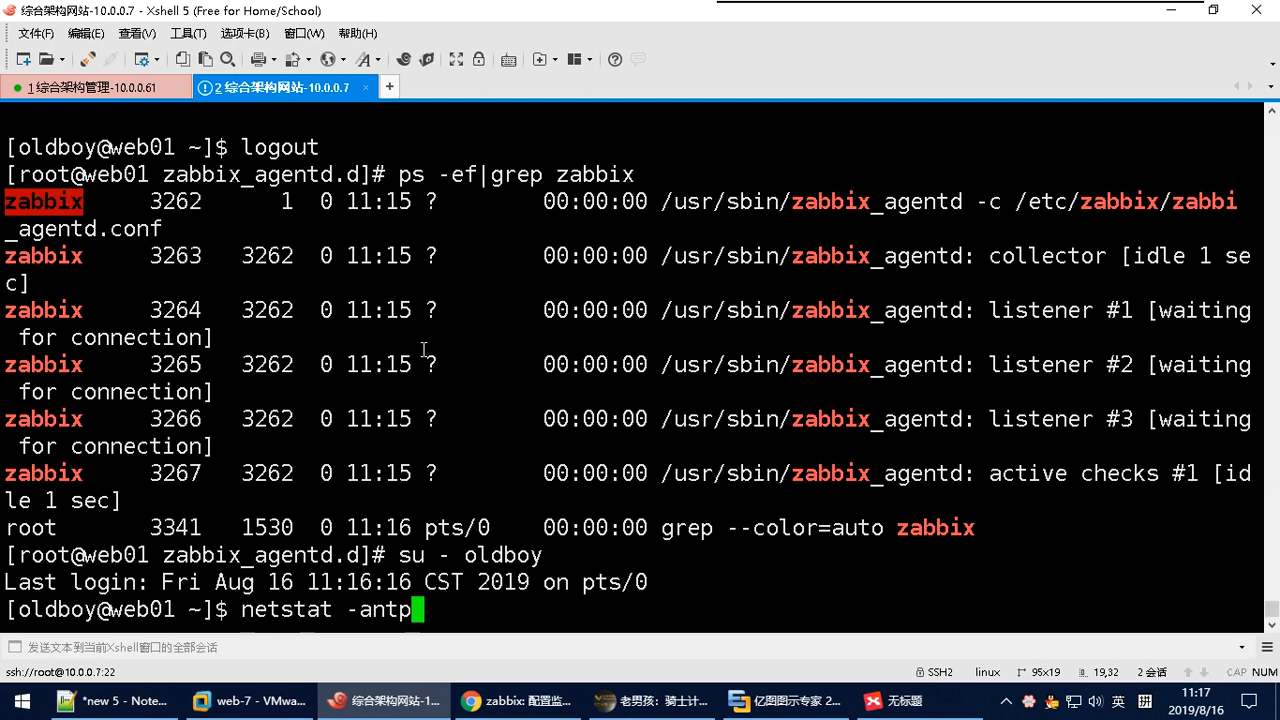 综合架构网站-10.0.0.7 - Xshell 5 (Free for Home/School)
文件(F) 编辑(E) 查看(V) 工具(T) 选项卡(B) 窗口(W) 帮助(H)
1 综合架构管理-10.0.0.61 2 综合架构网站-10.0.0.7 × +
[oldboy@web01 ~]$ logout
[root@web01 zabbix_agentd.d]# ps -ef|grep zabbix
zabbix 3262 1 0 11:15 ? 00:00:00 /usr/sbin/zabbix_agentd -c /etc/zabbix/zabbi
_agentd.conf
zabbix 3263 3262 0 11:15 ? 00:00:00 /usr/sbin/zabbix_agentd: collector [idle 1 se
c]
zabbix 3264 3262 0 11:15 ? 00:00:00 /usr/sbin/zabbix_agentd: listener #1 [waiting
for connection]
zabbix 3265 3262 0 11:15 ? 00:00:00 /usr/sbin/zabbix_agentd: listener #2 [waiting
for connection]
zabbix 3266 3262 0 11:15 ? 00:00:00 /usr/sbin/zabbix_agentd: listener #3 [waiting
for connection]
zabbix 3267 3262 0 11:15 ? 00:00:00 /usr/sbin/zabbix_agentd: active checks #1 [id
le 1 sec]
root 3341 1530 0 11:16 pts/0 00:00:00 grep --color=auto zabbix
[root@web01 zabbix_agentd.d]# su - oldboy
Last login: Fri Aug 16 11:16:16 CST 2019 on pts/0
[oldboy@web01 ~]$ netstat -antp
发送文本到当前Xshell窗口的全部会话
ssh://root@10.0.0.7:22 SSH2 linux 95x19 19,32 2 会话 CAP NUM
*new 5 - Note... web-7 - VMwa... 综合架构网站-1... zabbix: 配置监... 老男孩: 骑士计... 亿图图示专家 2... 无标题 英 拼 11:17
2019/8/16